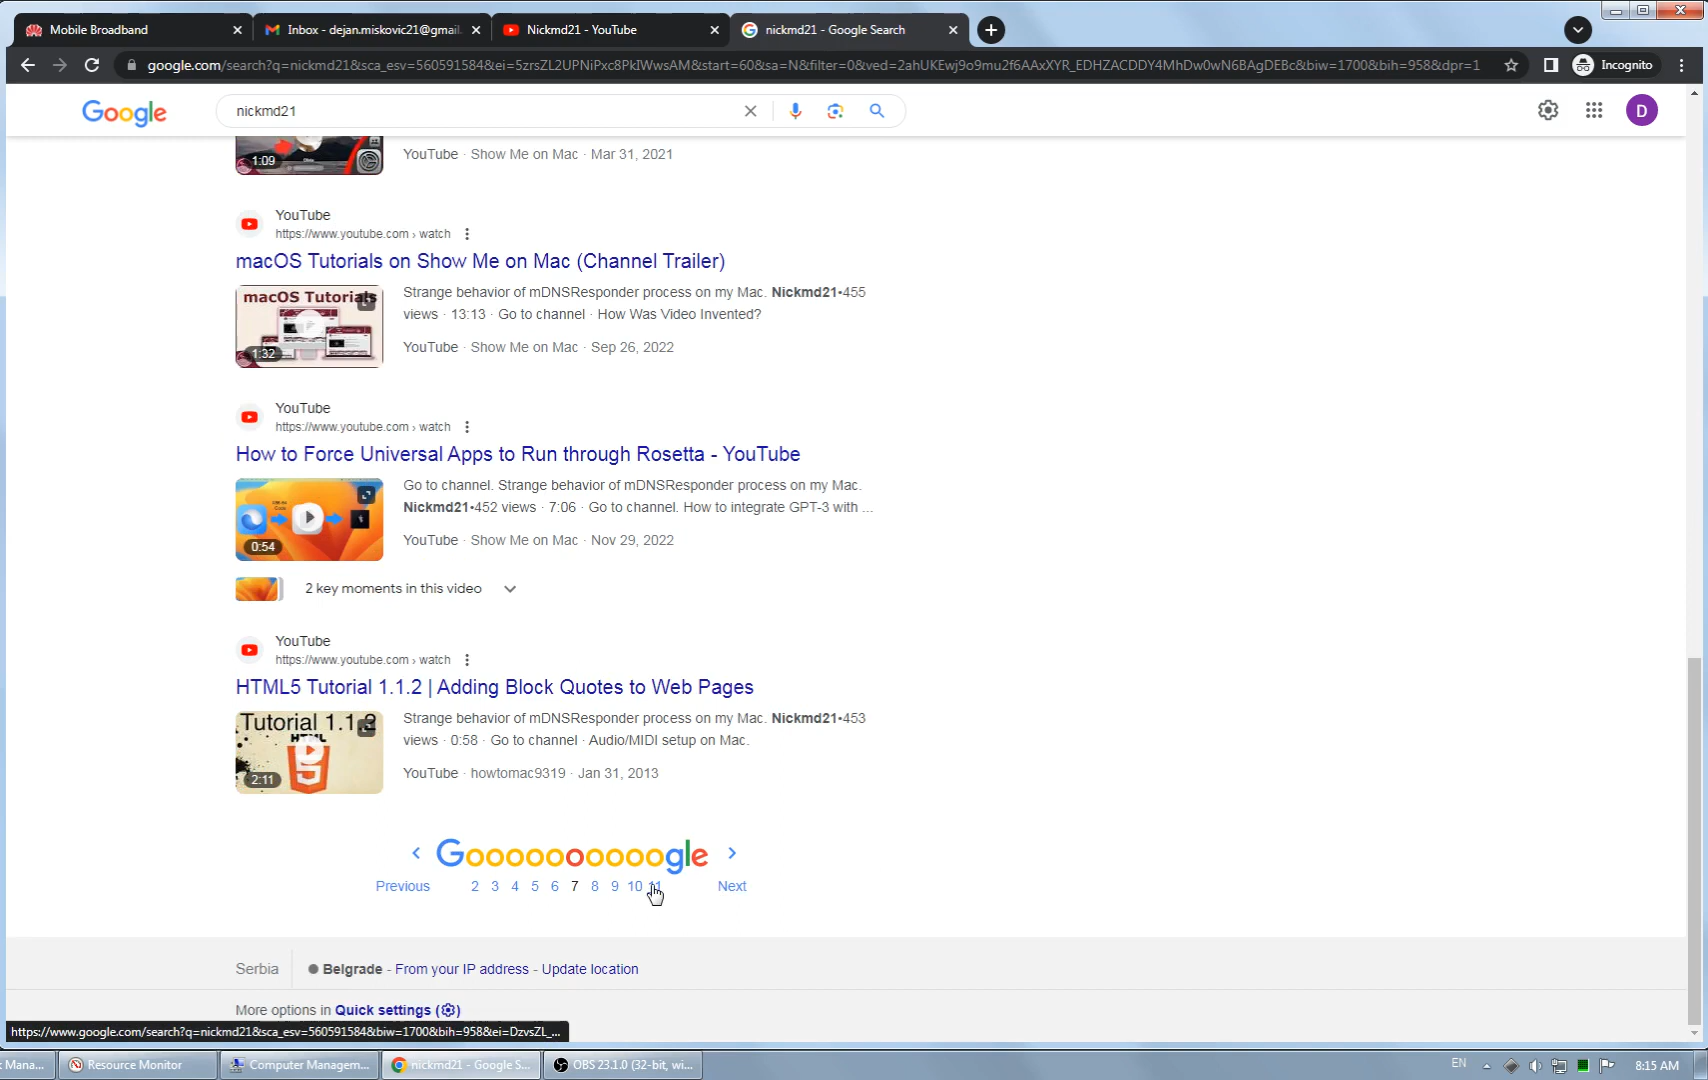 Mobile Broadband
Inbox - dejan.miskovic21@gmail.
Nickmd21 - YouTube
nickmd21 - Google Search
google.com/search?q=nickmd21&sca_esv=560591584&ei=5zrsZL2UPNiPxc8PkIWwsAM&start=60&sa=N&filter=0&ved=2ahUKEwj9o9mu2f6AAxXYR_EDHZACDDY4MhDw0wN6BAgDEBc&biw=1700&bih=958&dpr=1
Incognito
Google
nickmd21
D
1:09
YouTube · Show Me on Mac · Mar 31, 2021
YouTube
https://www.youtube.com › watch
macOS Tutorials on Show Me on Mac (Channel Trailer)
macOS Tutorials
1:32
Strange behavior of mDNSResponder process on my Mac. Nickmd21•455
views · 13:13 · Go to channel · How Was Video Invented?
YouTube · Show Me on Mac · Sep 26, 2022
YouTube
https://www.youtube.com › watch
How to Force Universal Apps to Run through Rosetta - YouTube
0:54
Go to channel. Strange behavior of mDNSResponder process on my Mac.
Nickmd21•452 views · 7:06 · Go to channel. How to integrate GPT-3 with ...
YouTube · Show Me on Mac · Nov 29, 2022
2 key moments in this video
YouTube
https://www.youtube.com › watch
HTML5 Tutorial 1.1.2 | Adding Block Quotes to Web Pages
Tutorial 1.1.2
HTML
5
2:11
Strange behavior of mDNSResponder process on my Mac. Nickmd21•453
views · 0:58 · Go to channel · Audio/MIDI setup on Mac.
YouTube · howtomac9319 · Jan 31, 2013
Goooooooooogle
Previous 2 3 4 5 6 7 8 9 10 11 Next
Serbia
Belgrade - From your IP address - Update location
More options in Quick settings
https://www.google.com/search?q=nickmd21&sca_esv=560591584&biw=1700&bih=958&ei=DzvsZL_...
Mana...
Resource Monitor
Computer Managem...
nickmd21 - Google S...
OBS 23.1.0 (32-bit, wi...
EN
8:15 AM